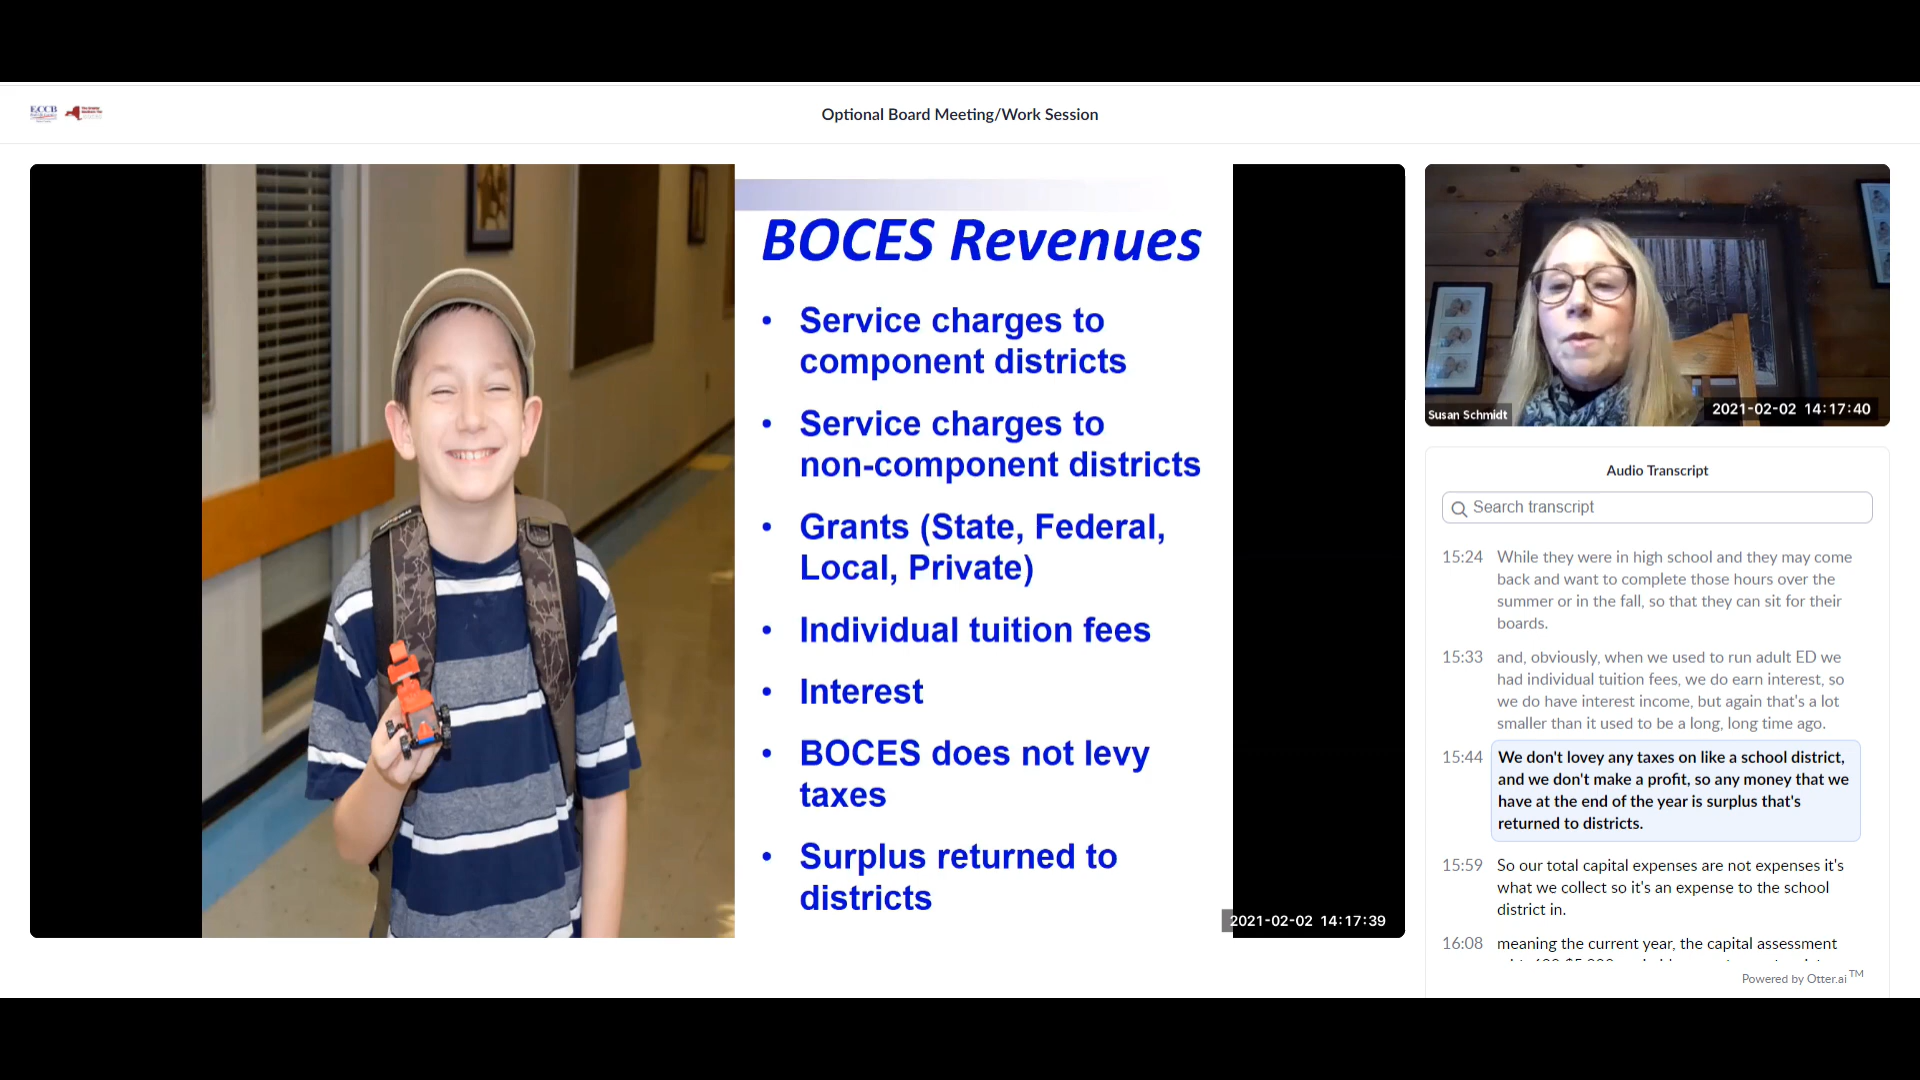 ECCB
Optional Board Meeting/Work Session
BOCES Revenues
• Service charges to
component districts
• Service charges to
non-component districts
• Grants (State, Federal,
Local, Private)
• Individual tuition fees
• Interest
• BOCES does not levy
taxes
• Surplus returned to
districts
2021-02-02 14:17:39
Susan Schmidt
2021-02-02 14:17:40
Audio Transcript
Search transcript
15:24 While they were in high school and they may come
back and want to complete those hours over the
summer or in the fall, so that they can sit for their
boards.
15:33 and, obviously, when we used to run adult ED we
had individual tuition fees, we do earn interest, so
we do have interest income, but again that's a lot
smaller than it used to be a long, long time ago.
15:44 We don't lovey any taxes on like a school district,
and we don't make a profit, so any money that we
have at the end of the year is surplus that's
returned to districts.
15:59 So our total capital expenses are not expenses it's
what we collect so it's an expense to the school
district in.
16:08 meaning the current year, the capital assessment
Powered by Otter.ai TM